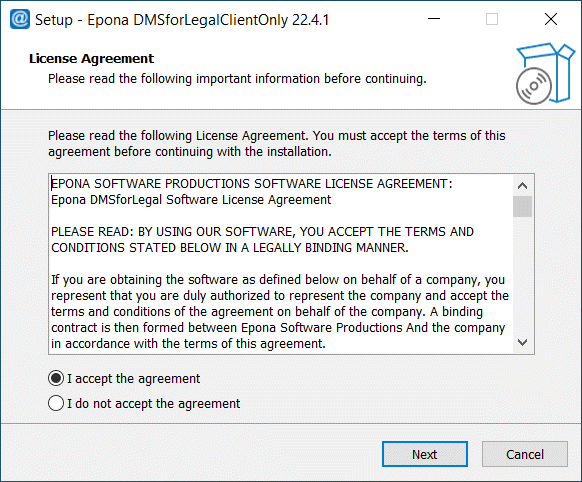 Setup - Epona DMSforLegalClientOnly 22.4.1
License Agreement
Please read the following important information before continuing.
Please read the following License Agreement. You must accept the terms of this
agreement before continuing with the installation.
EPONA SOFTWARE PRODUCTIONS SOFTWARE LICENSE AGREEMENT:
Epona DMSforLegal Software License Agreement
PLEASE READ: BY USING OUR SOFTWARE, YOU ACCEPT THE TERMS AND
CONDITIONS STATED BELOW IN A LEGALLY BINDING MANNER.
If you are obtaining the software as defined below on behalf of a company, you
represent that you are duly authorized to represent the company and accept the
terms and conditions of the agreement on behalf of the company. A binding
contract is then formed between Epona Software Productions And the company
in accordance with the terms of this agreement.
I accept the agreement
I do not accept the agreement
Next
Cancel